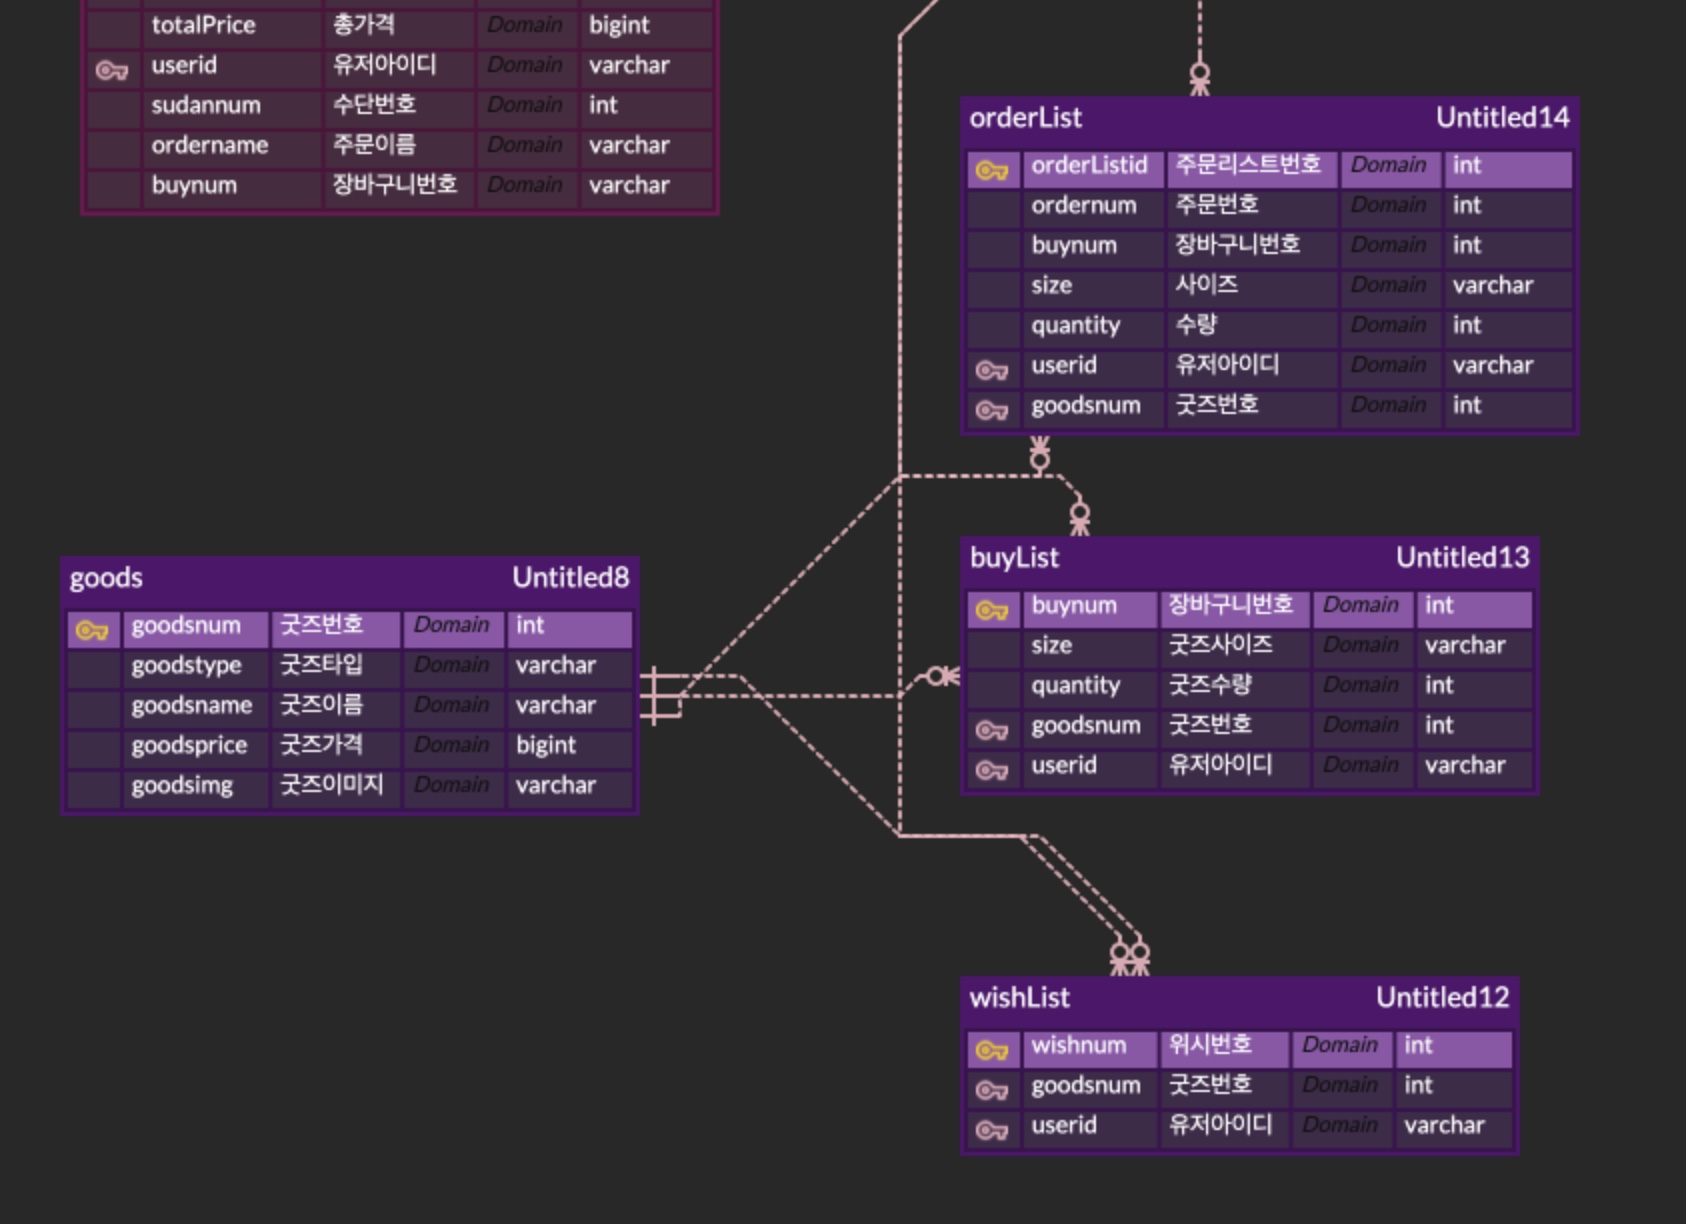 totalPrice 총가격 Domain bigint
userid 유저아이디 Domain varchar
sudannum 수단번호 Domain int
ordername 주문이름 Domain varchar
buynum 장바구니번호 Domain varchar
orderList Untitled14
orderListid 주문리스트번호 Domain int
ordernum 주문번호 Domain int
buynum 장바구니번호 Domain int
size 사이즈 Domain varchar
quantity 수량 Domain int
userid 유저아이디 Domain varchar
goodsnum 굿즈번호 Domain int
goods Untitled8
goodsnum 굿즈번호 Domain int
goodstype 굿즈타입 Domain varchar
goodsname 굿즈이름 Domain varchar
goodsprice 굿즈가격 Domain bigint
goodsimg 굿즈이미지 Domain varchar
buyList Untitled13
buynum 장바구니번호 Domain int
size 굿즈사이즈 Domain varchar
quantity 굿즈수량 Domain int
goodsnum 굿즈번호 Domain int
userid 유저아이디 Domain varchar
wishList Untitled12
wishnum 위시번호 Domain int
goodsnum 굿즈번호 Domain int
userid 유저아이디 Domain varchar